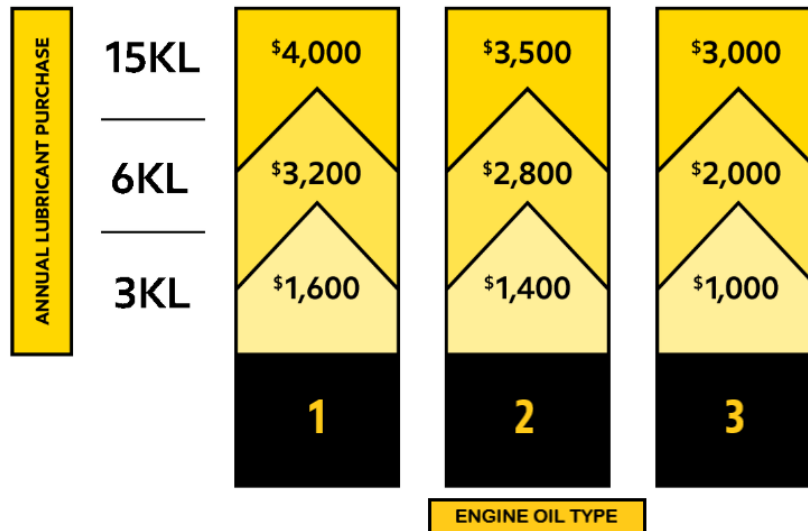 ANNUAL LUBRICANT PURCHASE
15KL
$4,000
$3,500
$3,000
6KL
$3,200
$2,800
$2,000
3KL
$1,600
$1,400
$1,000
1
2
3
ENGINE OIL TYPE